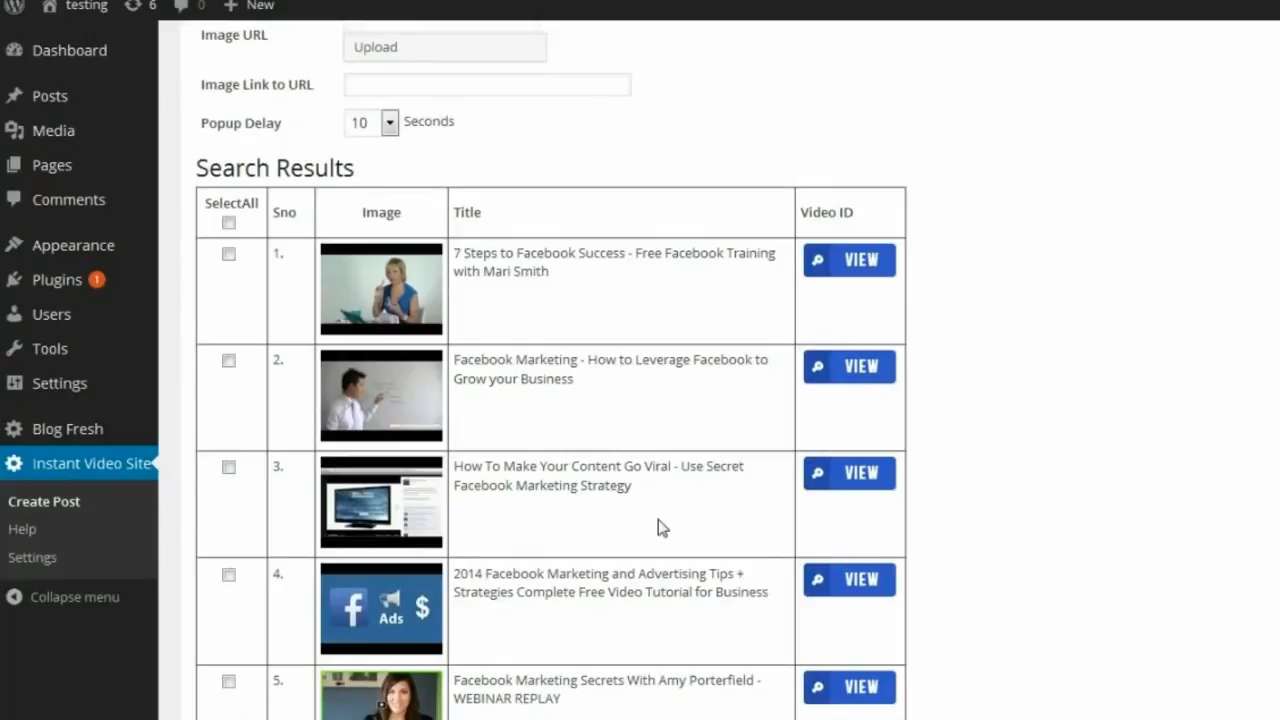 testing 6 0 New
Dashboard
Posts
Media
Pages
Comments
Appearance
Plugins 1
Users
Tools
Settings
Blog Fresh
Instant Video Site
Create Post
Help
Settings
Collapse menu
Image URL
Upload
Image Link to URL
Popup Delay 10 Seconds
Search Results
SelectAll Sno Image Title Video ID
1. 7 Steps to Facebook Success - Free Facebook Training VIEW
with Mari Smith
2. Facebook Marketing - How to Leverage Facebook to VIEW
Grow your Business
3. How To Make Your Content Go Viral - Use Secret VIEW
Facebook Marketing Strategy
4. 2014 Facebook Marketing and Advertising Tips + VIEW
Strategies Complete Free Video Tutorial for Business
f $
Ads
5. Facebook Marketing Secrets With Amy Porterfield - VIEW
WEBINAR REPLAY